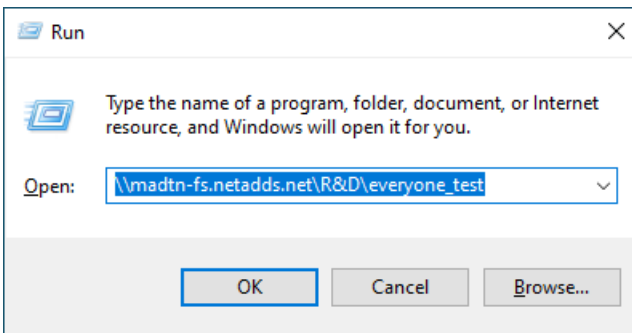 Run
Type the name of a program, folder, document, or Internet
resource, and Windows will open it for you.
Open: \\madtn-fs.netadds.net\R&D\everyone_test
OK Cancel Browse...